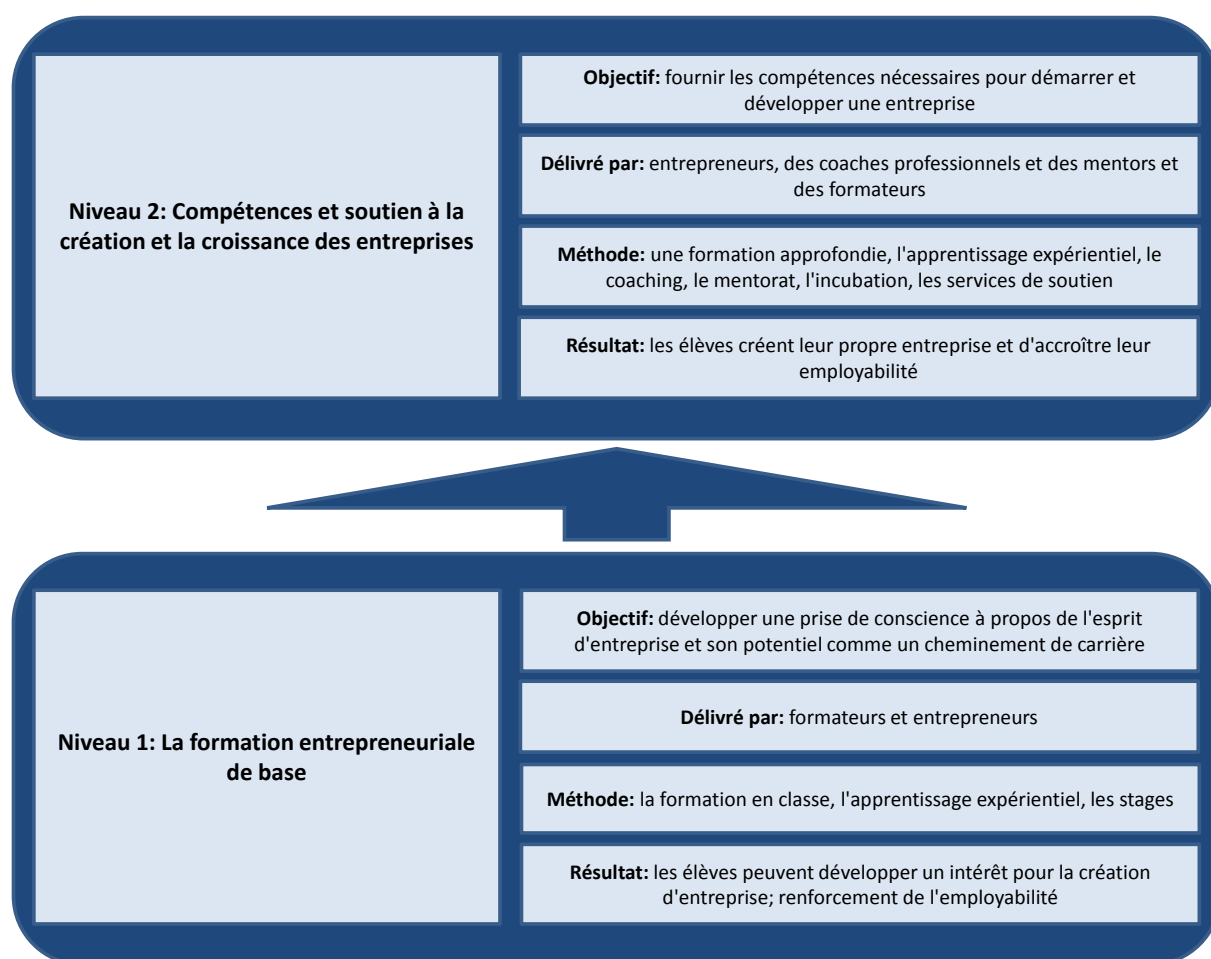 Niveau 2: Compétences et soutien à la
création et la croissance des entreprises
Objectif: fournir les compétences nécessaires pour démarrer et
développer une entreprise
Délivré par: entrepreneurs, des coaches professionnels et des mentors et
des formateurs
Méthode: une formation approfondie, l'apprentissage expérientiel, le
coaching, le mentorat, l'incubation, les services de soutien
Résultat: les élèves créent leur propre entreprise et d'accroître leur
employabilité
Niveau 1: La formation entrepreneuriale
de base
Objectif: développer une prise de conscience à propos de l'esprit
d'entreprise et son potentiel comme un cheminement de carrière
Délivré par: formateurs et entrepreneurs
Méthode: la formation en classe, l'apprentissage expérientiel, les stages
Résultat: les élèves peuvent développer un intérêt pour la création
d'entreprise; renforcement de l'employabilité